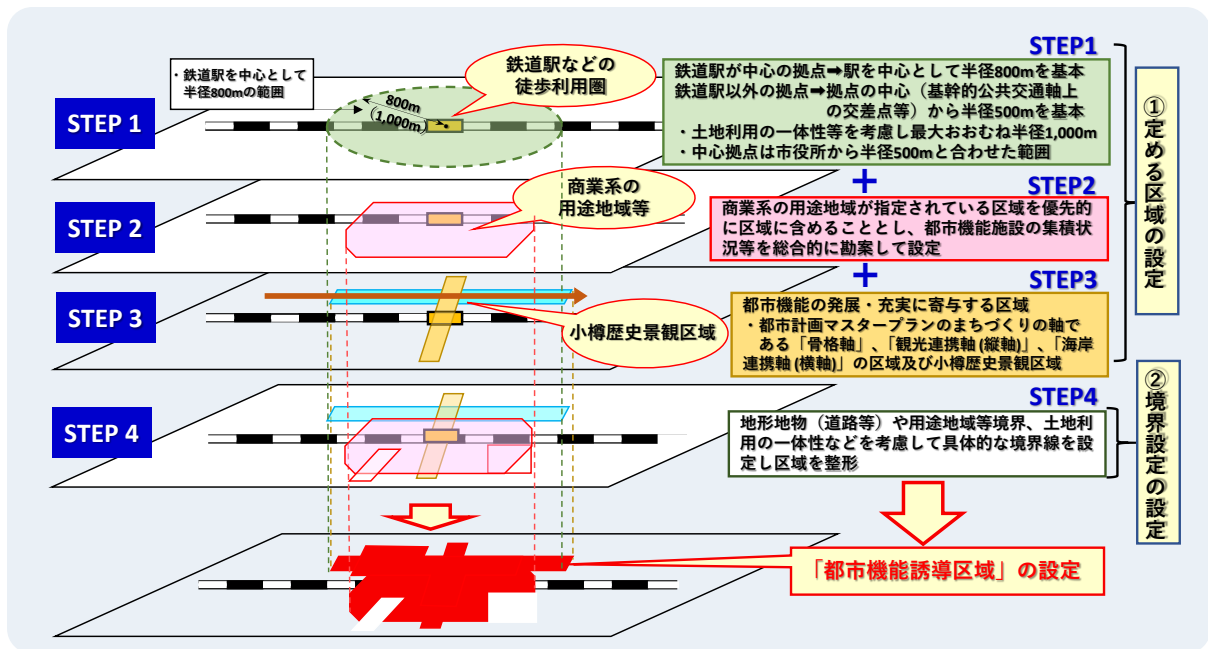 STEP1
・鉄道駅を中心として
半径800mの範囲
鉄道駅などの
徒歩利用圏
800m
(1,000m)
STEP 1
鉄道駅が中心の拠点➡駅を中心として半径800mを基本
鉄道駅以外の拠点➡拠点の中心（基幹的公共交通軸上
の交差点等）から半径500mを基本
・土地利用の一体性等を考慮し最大おおむね半径1,000m
・中心拠点は市役所から半径500mと合わせた範囲
①定める区域の設定
+
STEP2
STEP 2
商業系の
用途地域等
商業系の用途地域が指定されている区域を優先的
に区域に含めることとし、都市機能施設の集積状
況等を総合的に勘案して設定
+
STEP3
STEP 3
小樽歴史景観区域
都市機能の発展・充実に寄与する区域
・都市計画マスタープランのまちづくりの軸で
ある「骨格軸」、「観光連携軸(縦軸)」、「海岸
連携軸(横軸)」の区域及び小樽歴史景観区域
STEP4
STEP 4
地形地物（道路等）や用途地域等境界、土地利
用の一体性などを考慮して具体的な境界線を設
定し区域を整形
②境界設定の設定
「都市機能誘導区域」の設定